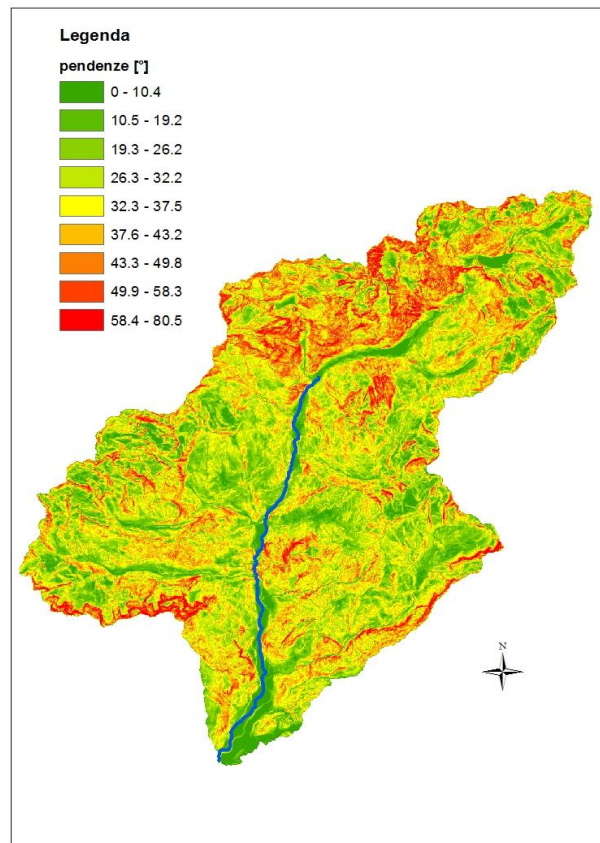 Legenda
pendenze [°]
0 - 10.4
10.5 - 19.2
19.3 - 26.2
26.3 - 32.2
32.3 - 37.5
37.6 - 43.2
43.3 - 49.8
49.9 - 58.3
58.4 - 80.5
N